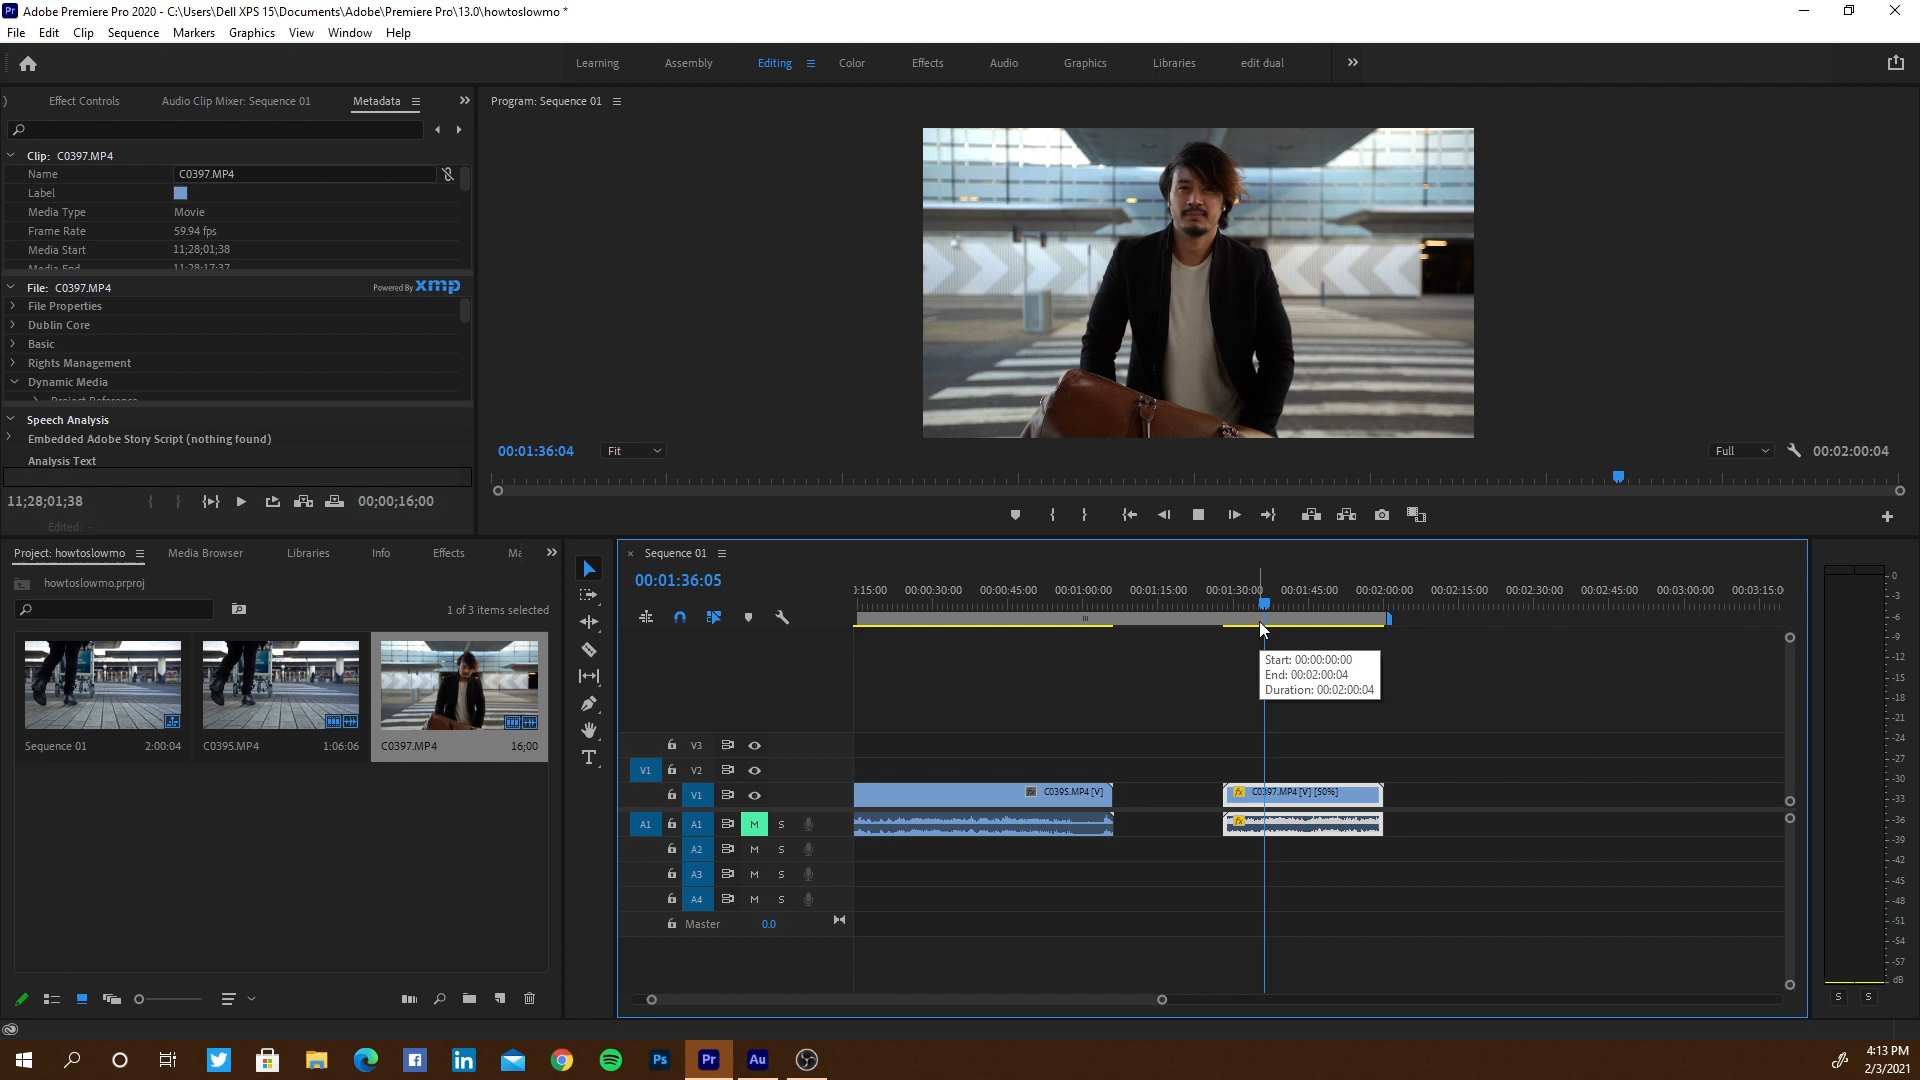 Adobe Premiere Pro 2020 - C:\Users\Dell XPS 15\Documents\Adobe\Premiere Pro\13.0\howtoslowmo *
File Edit Clip Sequence Markers Graphics View Window Help
Learning Assembly Editing Color Effects Audio Graphics Libraries edit dual
Effect Controls Audio Clip Mixer: Sequence 01 Metadata
Program: Sequence 01
Clip: C0397.MP4
Name C0397.MP4
Label
Media Type Movie
Frame Rate 59.94 fps
Media Start 11;28;01;38
Media End 11;28;17;37
File: C0397.MP4 Powered By xmp
File Properties
Dublin Core
Basic
Rights Management
Dynamic Media
Project Reference
Speech Analysis
Embedded Adobe Story Script (nothing found)
Analysis Text
11;28;01;38 00;00;16;00
Edited: -
00:01:36:04 Fit Full 00:02:00:04
Project: howtoslowmo Media Browser Libraries Info Effects Ma
howtoslowmo.prproj
1 of 3 items selected
Sequence 01 2:00:04 C0395.MP4 1:06:06 C0397.MP4 16;00
× Sequence 01
00:01:36:05
):15:00 00:00:30:00 00:00:45:00 00:01:00:00 00:01:15:00 00:01:30:00 00:01:45:00 00:02:00:00 00:02:15:00 00:02:30:00 00:02:45:00 00:03:00:00 00:03:15:0
Start: 00:00:00:00
End: 00:02:00:04
Duration: 00:02:00:04
V3
V1 V2
V1 fx C0395.MP4 [V] fx C0397.MP4 [V] [50%]
A1 A1 M S fx
A2 M S
A3 M S
A4 M S
Master 0.0
0
-3
-6
-9
-12
-15
-18
-21
-24
-27
-30
-33
-36
-39
-42
-45
-48
-51
-54
-57
dB
S S
Ps Pr Au
4:13 PM
2/3/2021